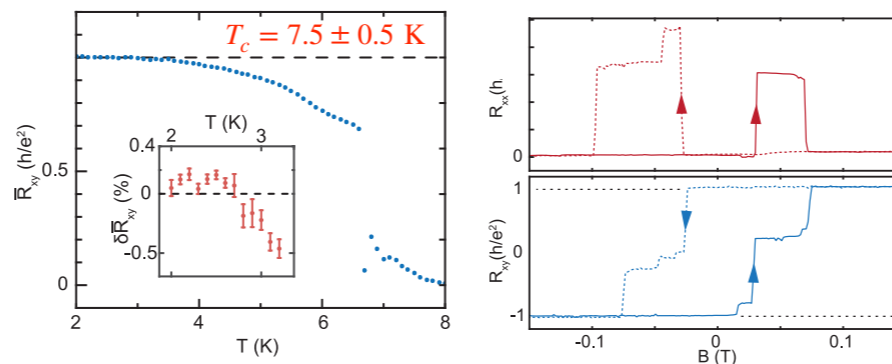 T_c = 7.5 ± 0.5 K
R̅_xy (h/e²)
0.5
0
2
4
6
8
T (K)
T (K)
2
3
0.4
0
-0.5
δR̅_xy (%)
R_xx(h.
0
R_xy(h/e²)
1
0
-1
-0.1
0
0.1
B (T)